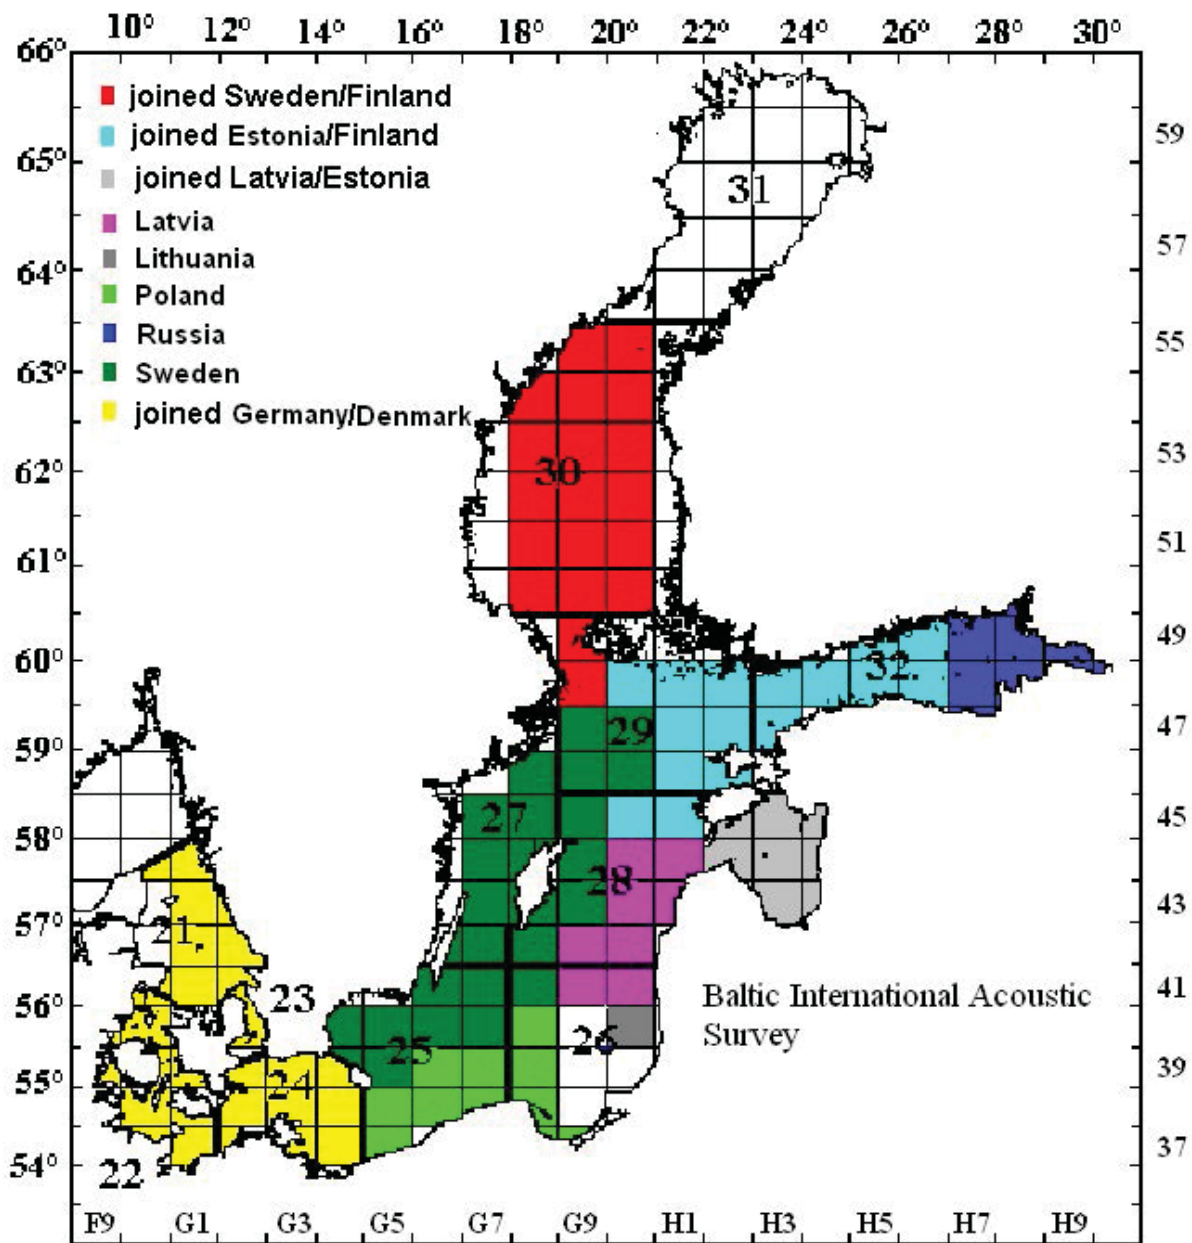 10° 12° 14° 16° 18° 20° 22° 24° 26° 28° 30°
66°
joined Sweden/Finland
joined Estonia/Finland
joined Latvia/Estonia
Latvia
Lithuania
Poland
Russia
Sweden
joined Germany/Denmark
65°
64°
63°
62°
61°
60°
59°
58°
57°
56°
55°
54°
59
57
55
53
51
49
47
45
43
41
39
37
31
30
32
29
27
28
21
23
26
25
24
22
Baltic International Acoustic
Survey
F9 G1 G3 G5 G7 G9 H1 H3 H5 H7 H9